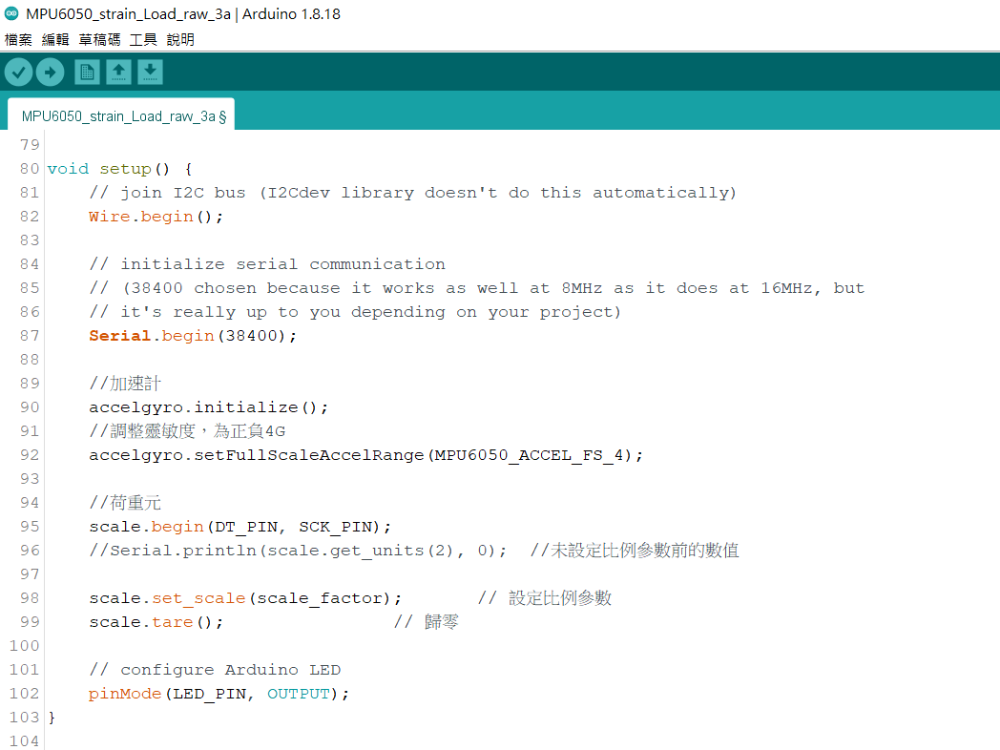 MPU6050_strain_Load_raw_3a | Arduino 1.8.18
檔案 編輯 草稿碼 工具 說明
MPU6050_strain_Load_raw_3a §
79
80 void setup() {
81 // join I2C bus (I2Cdev library doesn't do this automatically)
82 Wire.begin();
83
84 // initialize serial communication
85 // (38400 chosen because it works as well at 8MHz as it does at 16MHz, but
86 // it's really up to you depending on your project)
87 Serial.begin(38400);
88
89 //加速計
90 accelgyro.initialize();
91 //調整靈敏度，為正負4G
92 accelgyro.setFullScaleAccelRange(MPU6050_ACCEL_FS_4);
93
94 //荷重元
95 scale.begin(DT_PIN, SCK_PIN);
96 //Serial.println(scale.get_units(2), 0);  //未設定比例參數前的數值
97
98 scale.set_scale(scale_factor);       // 設定比例參數
99 scale.tare();                // 歸零
100
101 // configure Arduino LED
102 pinMode(LED_PIN, OUTPUT);
103 }
104